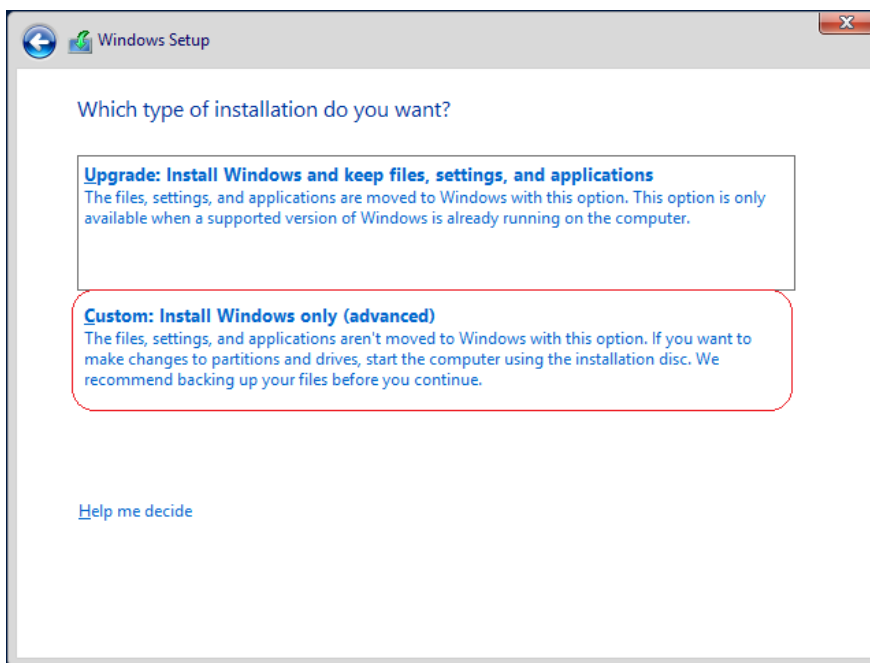 Windows Setup
Which type of installation do you want?
Upgrade: Install Windows and keep files, settings, and applications
The files, settings, and applications are moved to Windows with this option. This option is only
available when a supported version of Windows is already running on the computer.
Custom: Install Windows only (advanced)
The files, settings, and applications aren't moved to Windows with this option. If you want to
make changes to partitions and drives, start the computer using the installation disc. We
recommend backing up your files before you continue.
Help me decide